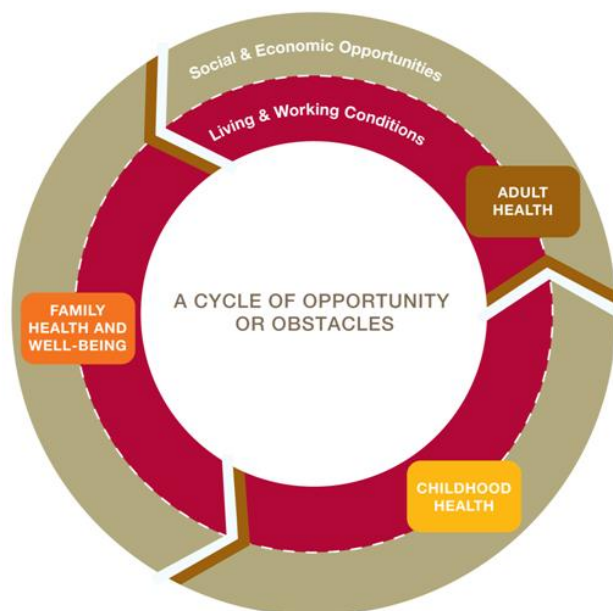 Social & Economic Opportunities
Living & Working Conditions
ADULT
HEALTH
A CYCLE OF OPPORTUNITY
OR OBSTACLES
FAMILY
HEALTH AND
WELL-BEING
CHILDHOOD
HEALTH